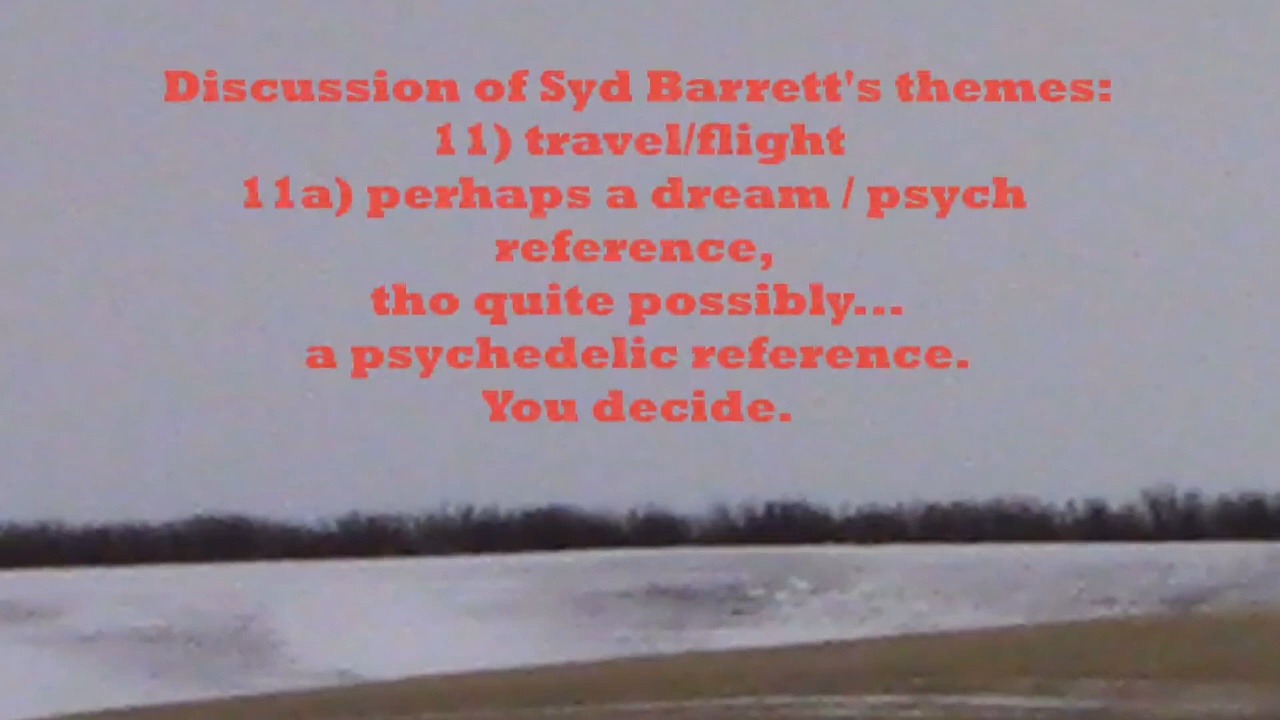 Discussion of Syd Barrett's themes:
11) travel/flight
11a) perhaps a dream / psych
reference,
tho quite possibly...
a psychedelic reference.
You decide.